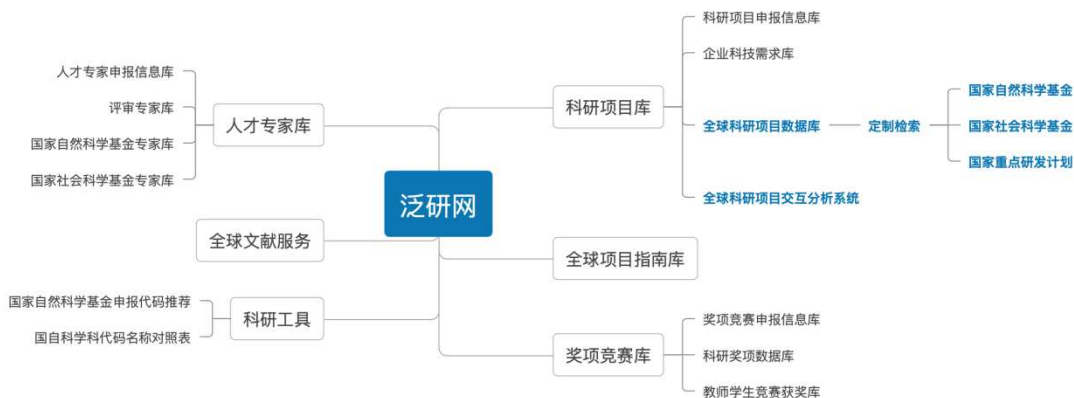 泛研网
人才专家库
人才专家申报信息库
评审专家库
国家自然科学基金专家库
国家社会科学基金专家库
全球文献服务
科研工具
国家自然科学基金申报代码推荐
国自科学科代码名称对照表
科研项目库
科研项目申报信息库
企业科技需求库
全球科研项目数据库
定制检索
国家自然科学基金
国家社会科学基金
国家重点研发计划
全球科研项目交互分析系统
全球项目指南库
奖项竞赛库
奖项竞赛申报信息库
科研奖项数据库
教师学生竞赛获奖库